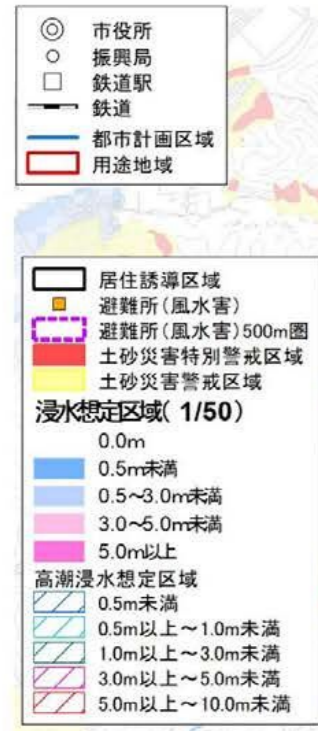 市役所
振興局
鉄道駅
鉄道
都市計画区域
用途地域
居住誘導区域
避難所(風水害)
避難所(風水害)500m圏
土砂災害特別警戒区域
土砂災害警戒区域
浸水想定区域(1/50)
0.0m
0.5m未満
0.5~3.0m未満
3.0~5.0m未満
5.0m以上
高潮浸水想定区域
0.5m未満
0.5m以上~1.0m未満
1.0m以上~3.0m未満
3.0m以上~5.0m未満
5.0m以上~10.0m未満